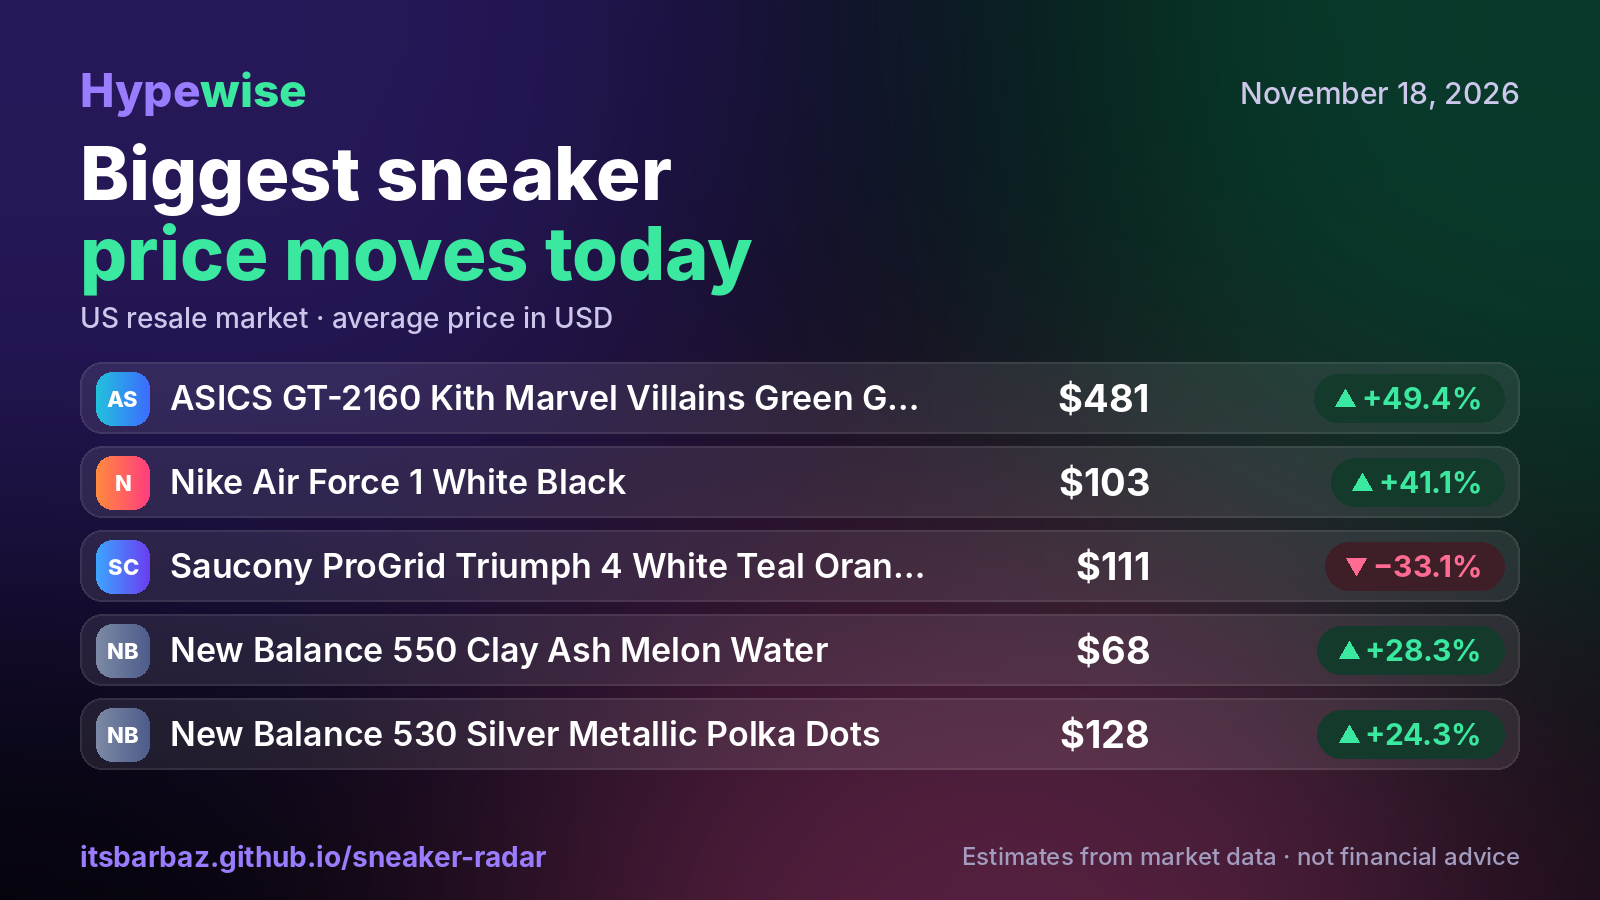 Hypewise
November 18, 2026
Biggest sneaker
price moves today
US resale market · average price in USD
AS ASICS GT-2160 Kith Marvel Villains Green G... $481 ▲ +49.4%
N Nike Air Force 1 White Black $103 ▲ +41.1%
SC Saucony ProGrid Triumph 4 White Teal Oran... $111 ▼ −33.1%
NB New Balance 550 Clay Ash Melon Water $68 ▲ +28.3%
NB New Balance 530 Silver Metallic Polka Dots $128 ▲ +24.3%
itsbarbaz.github.io/sneaker-radar
Estimates from market data · not financial advice